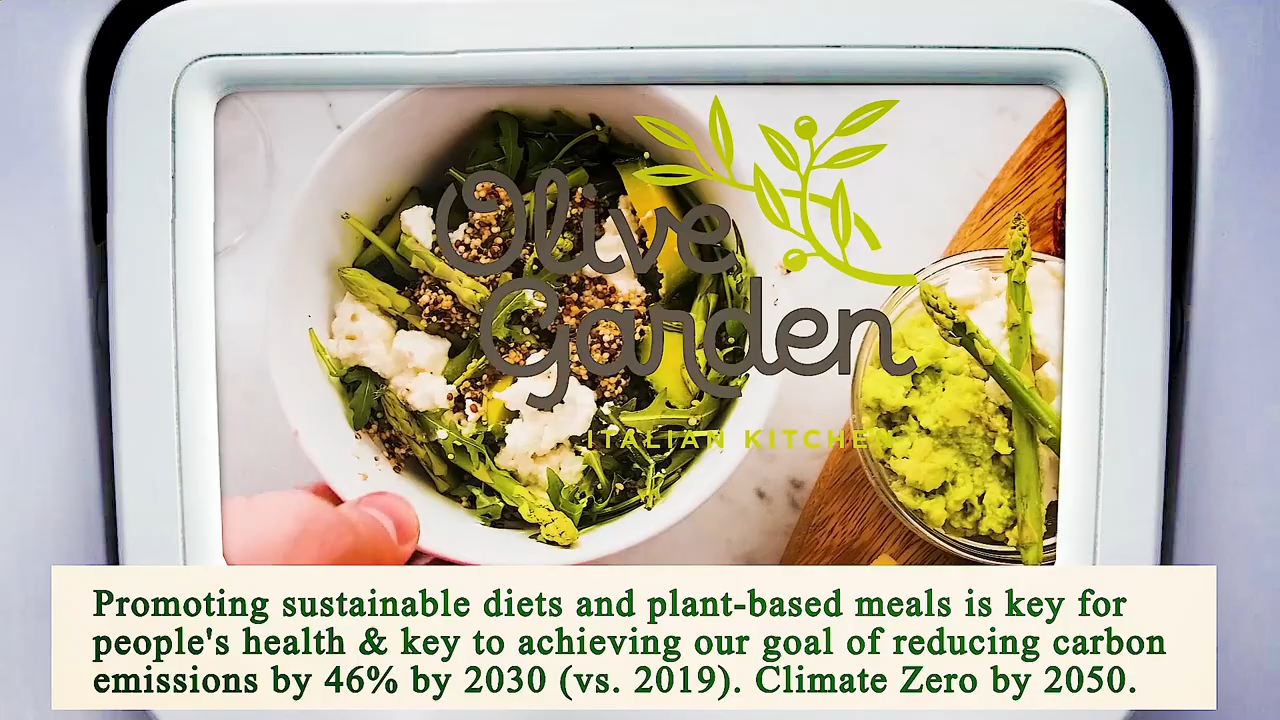 Olive
Garden
ITALIAN KITCHEN
Promoting sustainable diets and plant-based meals is key for
people's health & key to achieving our goal of reducing carbon
emissions by 46% by 2030 (vs. 2019). Climate Zero by 2050.